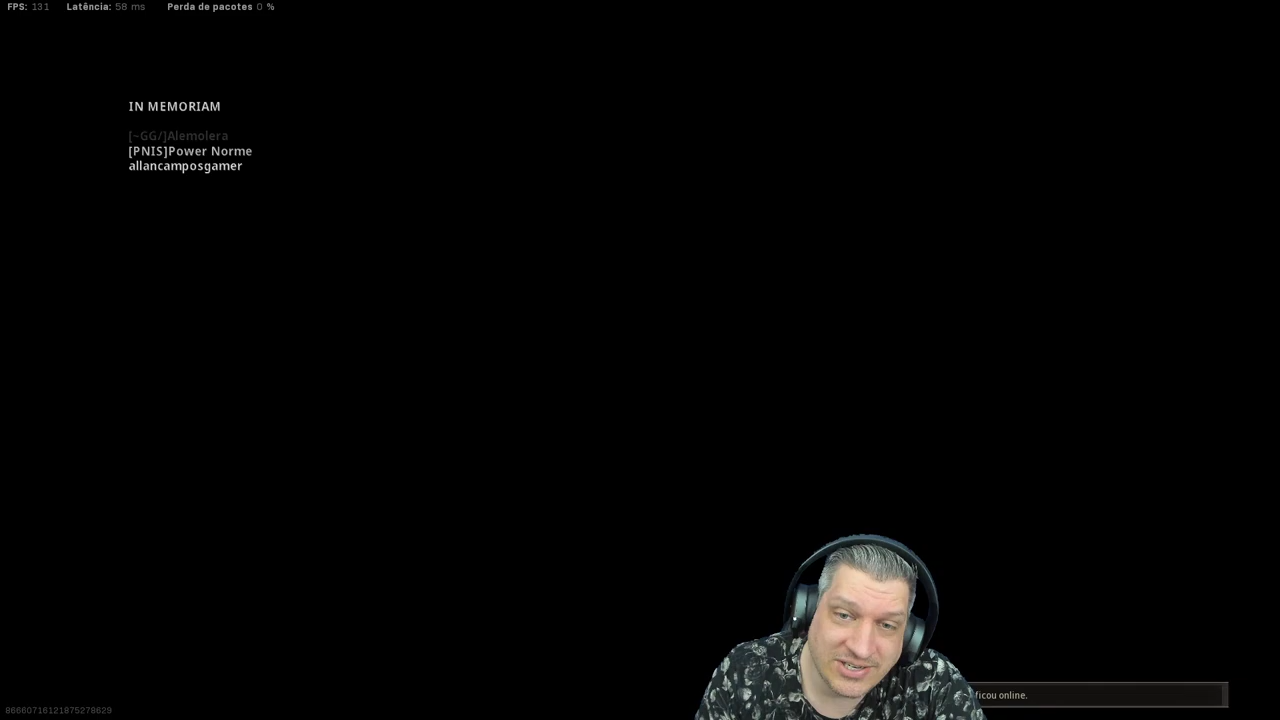 FPS: 131 Latência: 58 ms Perda de pacotes 0 %
IN MEMORIAM
[~GG/]Alemolera
[PNIS]Power Norme
allancamposgamer
ficou online.
86660716121875278629